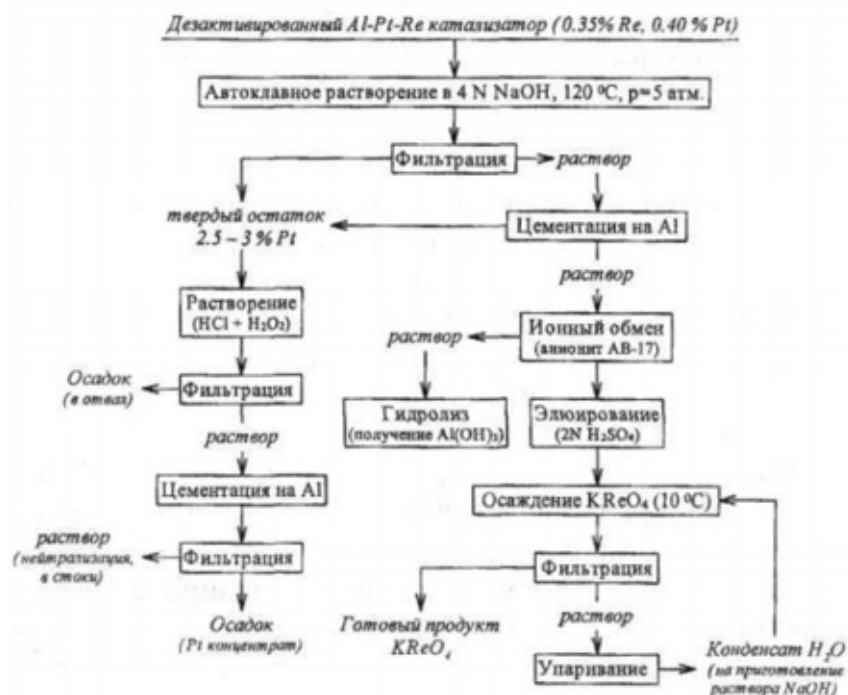 Дезактивированный Al-Pt-Re катализатор (0.35% Re, 0.40 % Pt)
Автоклавное растворение в 4 N NaOH, 120 ⁰C, p≈5 атм.
Фильтрация
раствор
твердый остаток
2.5 – 3 % Pt
Цементация на Al
раствор
Растворение
(HCl + H₂O₂)
раствор
Ионный обмен
(анионит АВ-17)
Осадок
(в отвал)
Фильтрация
Гидролиз
(получение Al(OH)₃)
Элюирование
(2N H₂SO₄)
раствор
Цементация на Al
Осаждение KReO₄ (10 ⁰C)
раствор
(нейтрализация,
в стоки)
Фильтрация
Фильтрация
Осадок
(Pt концентрат)
Готовый продукт
KReO₄
раствор
Упаривание
Конденсат H₂O
(на приготовление
раствора NaOH)